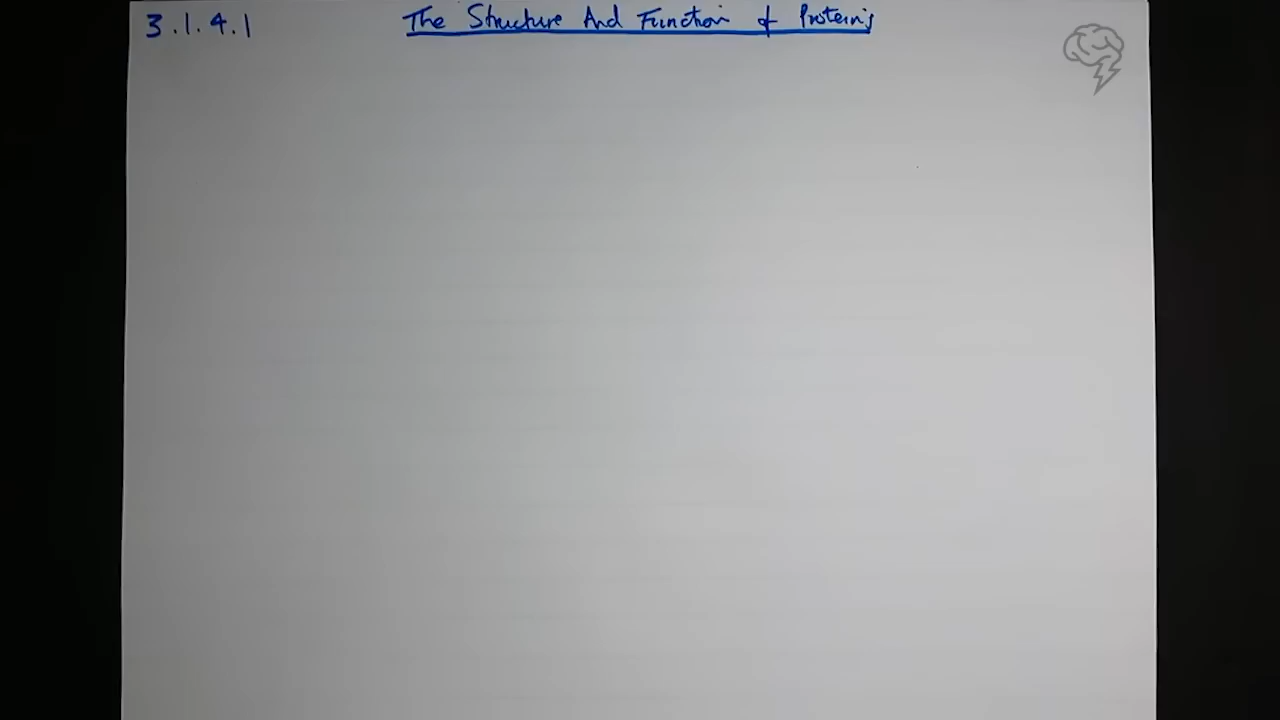 3.1.4.1 The Structure And Function of Proteins